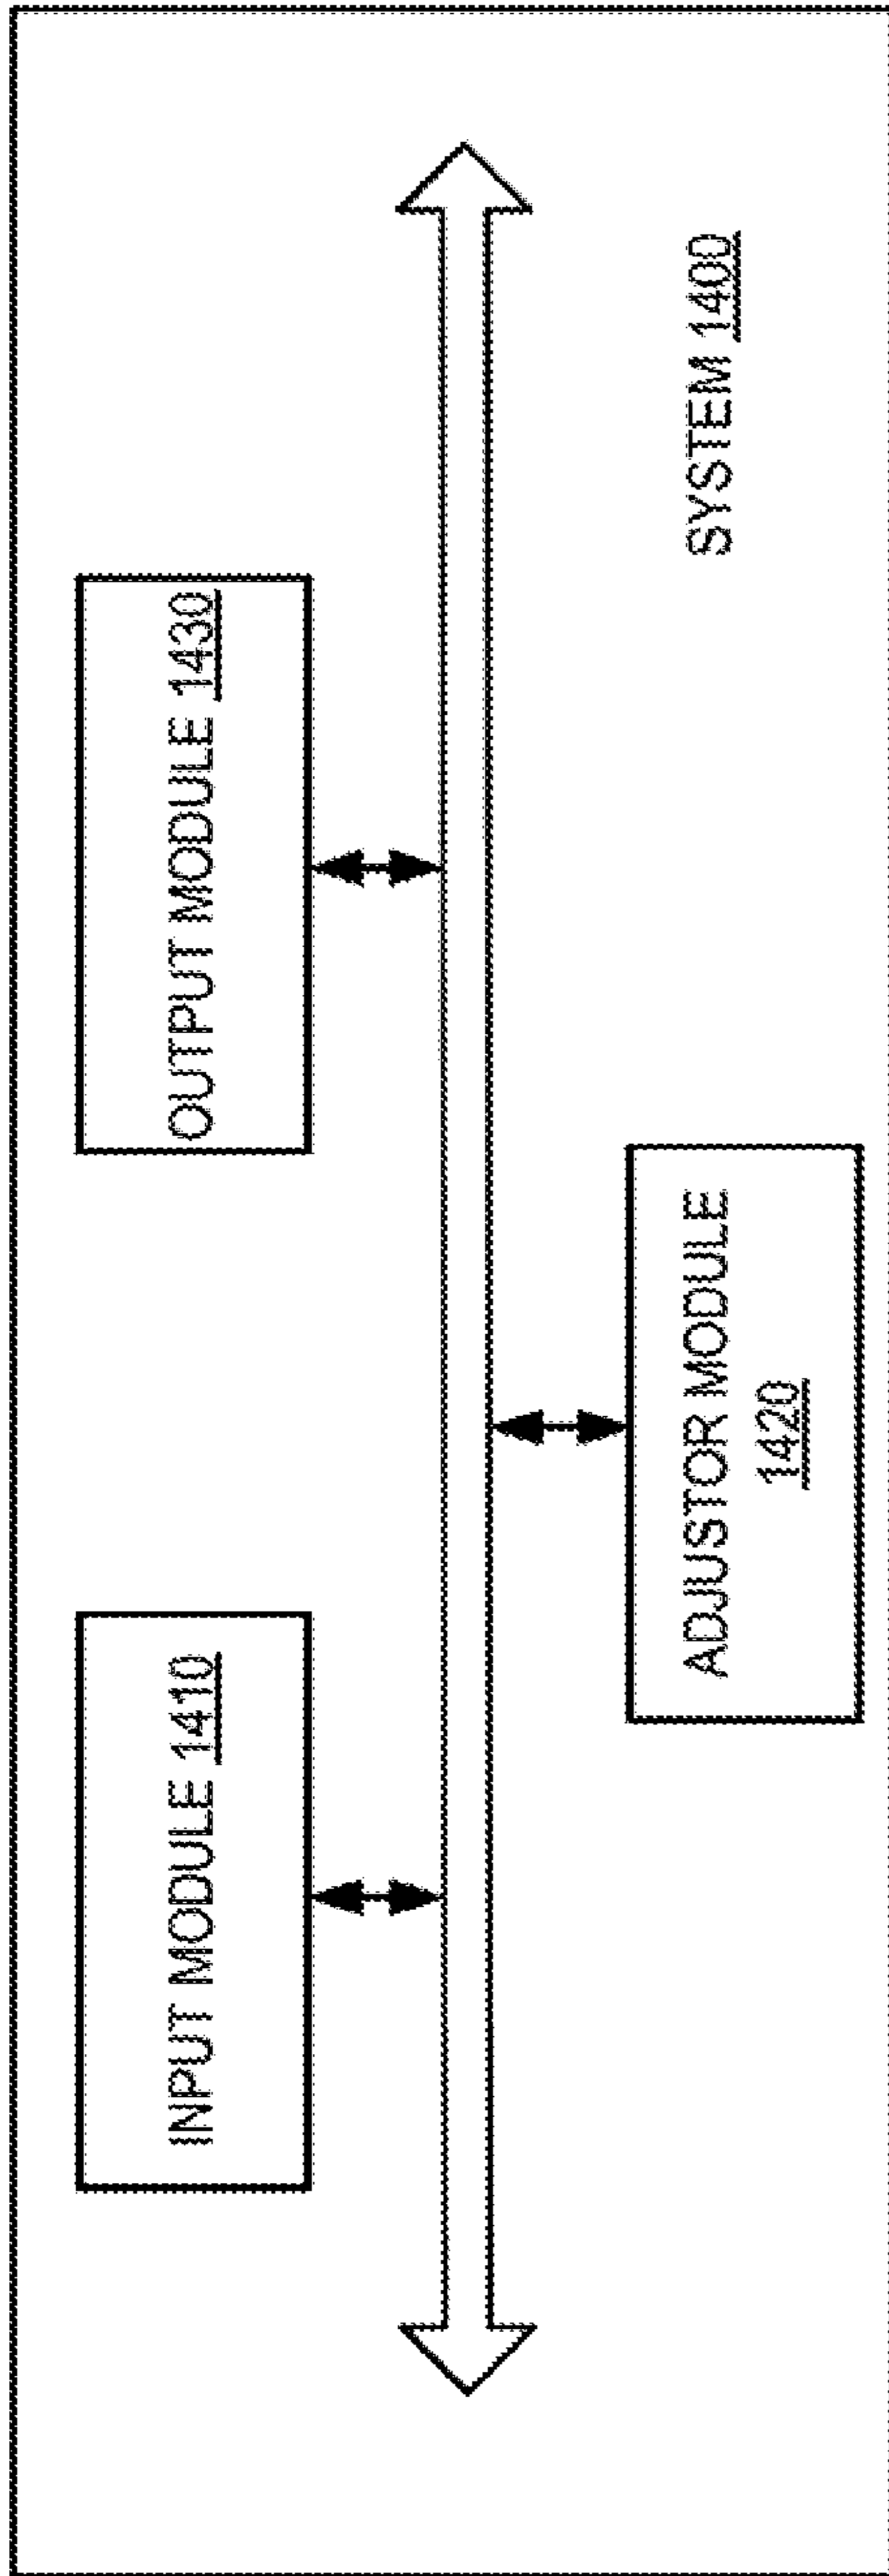 INPUT MODULE 1410
OUTPUT MODULE 1430
ADJUSTOR MODULE
1420
SYSTEM 1400